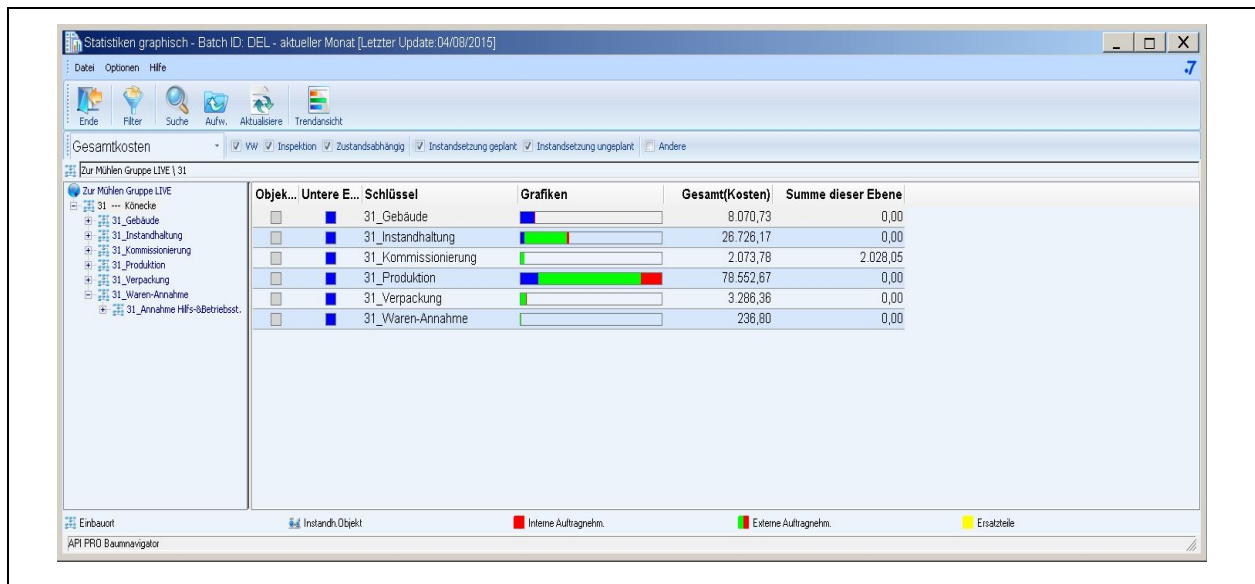 Statistiken graphisch - Batch ID: DEL - aktueller Monat [Letzter Update:04/08/2015]
Datei Optionen Hilfe
Ende Filter Suche Aufw. Aktualisiere Trendansicht
Gesamtkosten VW Inspektion Zustandsabhängig Instandsetzung geplant Instandsetzung ungeplant Andere
Zur Mühlen Gruppe LIVE \ 31
Zur Mühlen Gruppe LIVE
31 --- Könecke
31_Gebäude
31_Instandhaltung
31_Kommissionierung
31_Produktion
31_Verpackung
31_Waren-Annahme
31_Annahme Hilfs-&Betriebsst.
Objek... Untere E... Schlüssel Grafiken Gesamt(Kosten) Summe dieser Ebene
31_Gebäude 8.070,73 0,00
31_Instandhaltung 26.726,17 0,00
31_Kommissionierung 2.073,78 2.028,05
31_Produktion 78.552,67 0,00
31_Verpackung 3.286,36 0,00
31_Waren-Annahme 236,80 0,00
Einbauort Instandh.Objekt Interne Auftragnehm. Externe Auftragnehm. Ersatzteile
API PRO Baumnavigator